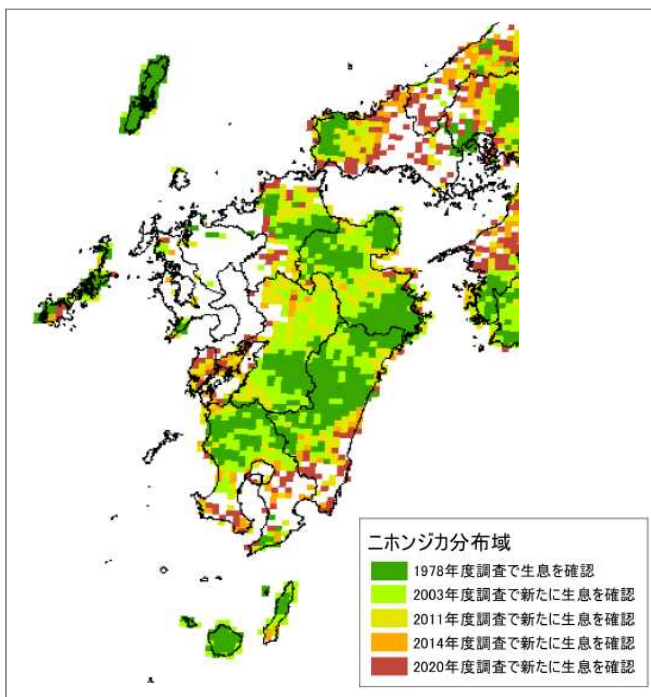 ニホンジカ分布域
1978年度調査で生息を確認
2003年度調査で新たに生息を確認
2011年度調査で新たに生息を確認
2014年度調査で新たに生息を確認
2020年度調査で新たに生息を確認